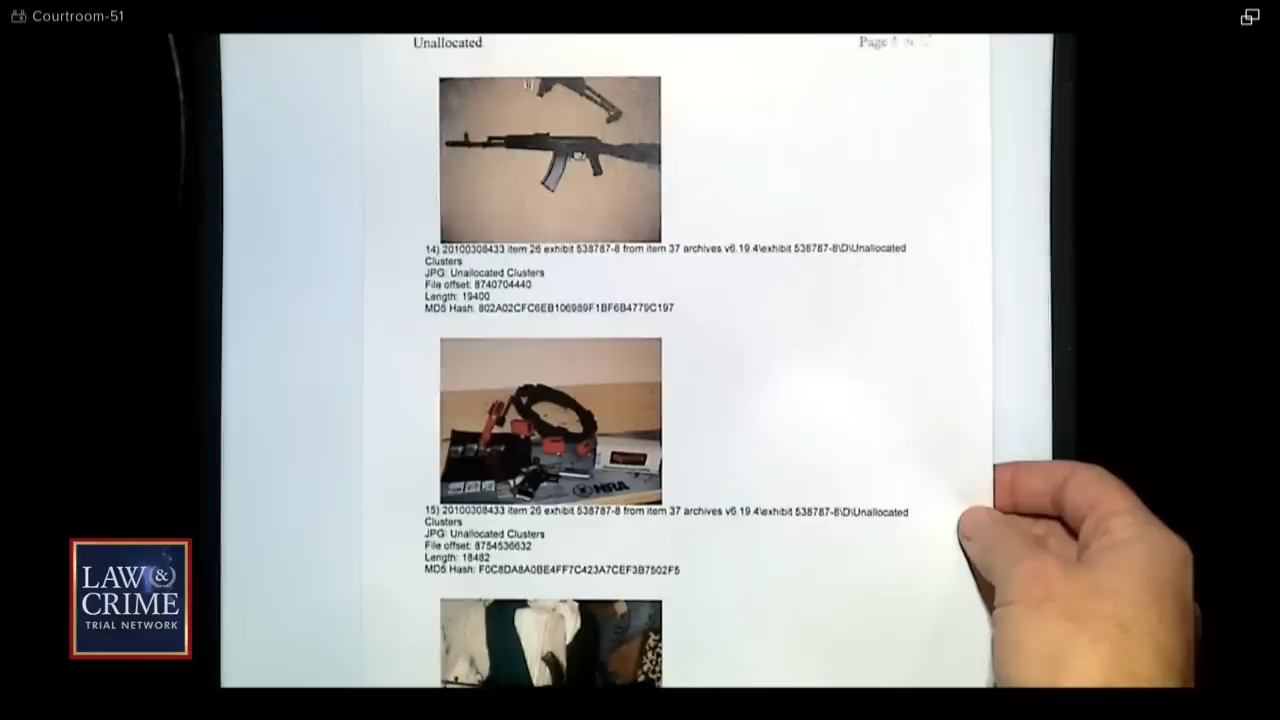 Courtroom-51
Unallocated
Page
14) 20100308433 item 26 exhibit 538787-8 from item 37 archives v6.19.4\exhibit 538787-8\D\Unallocated
Clusters
JPG: Unallocated Clusters
File offset: 8740704440
Length: 19400
MD5 Hash: 802A02CFC6EB106989F1BF6B4779C197
NRA
15) 20100308433 item 26 exhibit 538787-8 from item 37 archives v6.19.4\exhibit 538787-8\D\Unallocated
Clusters
JPG: Unallocated Clusters
File offset: 8754536632
Length: 18482
MD5 Hash: F0C8DA8A0BE4FF7C423A7CEF3B7502F5
LAW &
CRIME
TRIAL NETWORK